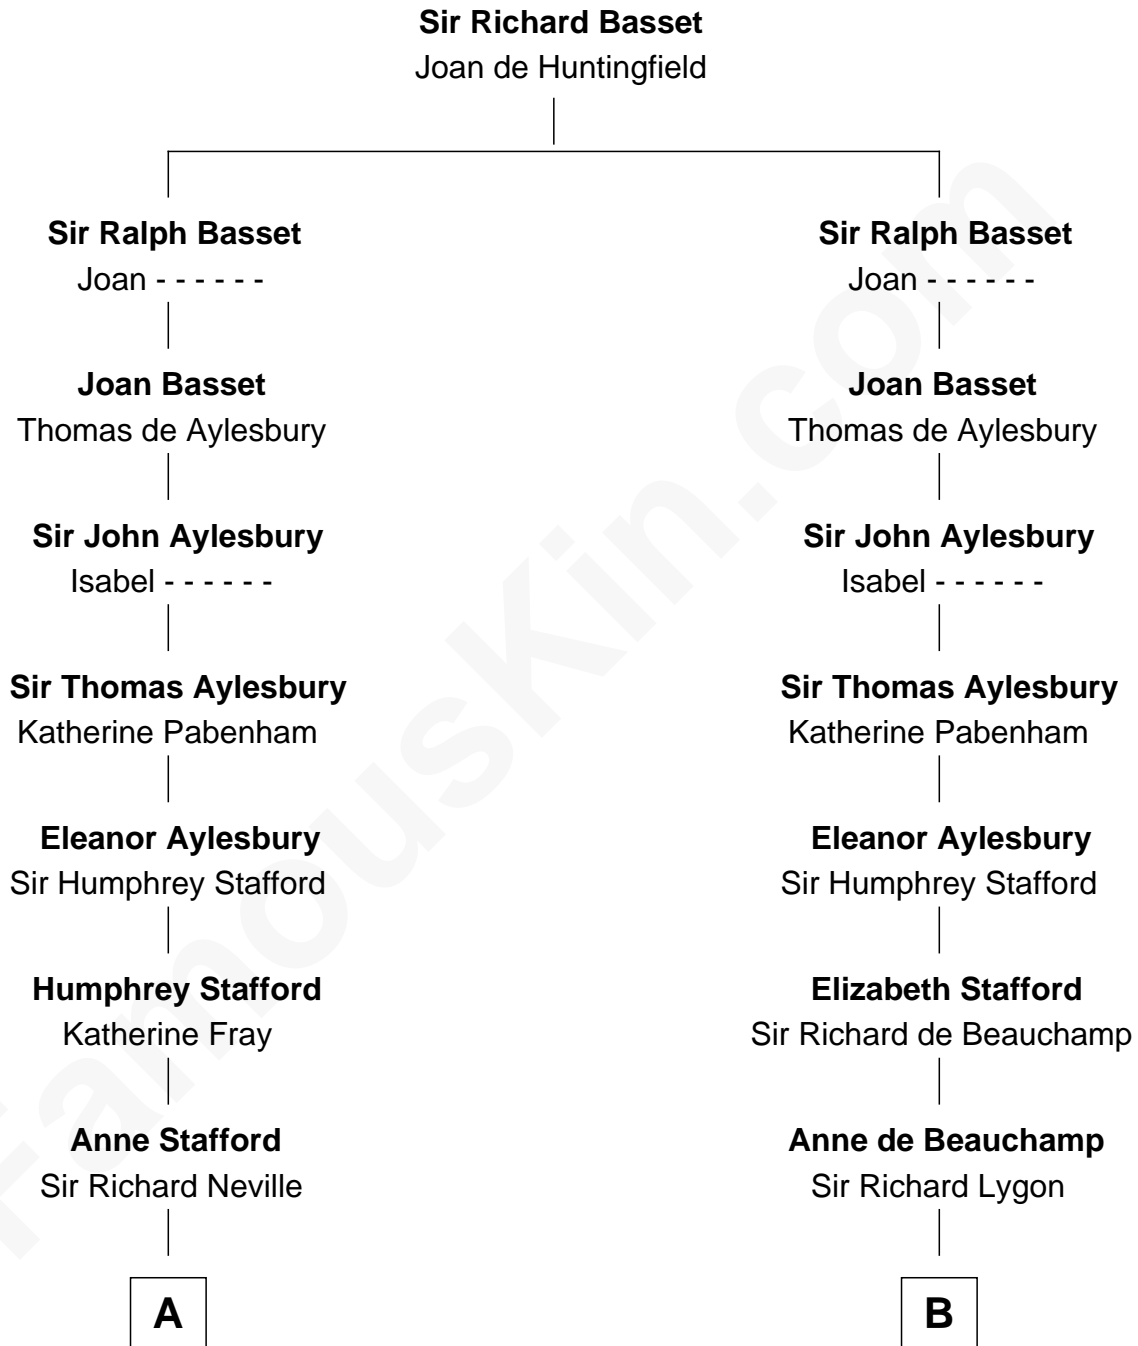 Sir Richard Basset
Joan de Huntingfield
Sir Ralph Basset
Joan - - - - - -
Joan Basset
Thomas de Aylesbury
Sir John Aylesbury
Isabel - - - - - -
Sir Thomas Aylesbury
Katherine Pabenham
Eleanor Aylesbury
Sir Humphrey Stafford
Humphrey Stafford
Katherine Fray
Anne Stafford
Sir Richard Neville
A
Sir Ralph Basset
Joan - - - - - -
Joan Basset
Thomas de Aylesbury
Sir John Aylesbury
Isabel - - - - - -
Sir Thomas Aylesbury
Katherine Pabenham
Eleanor Aylesbury
Sir Humphrey Stafford
Elizabeth Stafford
Sir Richard de Beauchamp
Anne de Beauchamp
Sir Richard Lygon
B
FamousKin.com